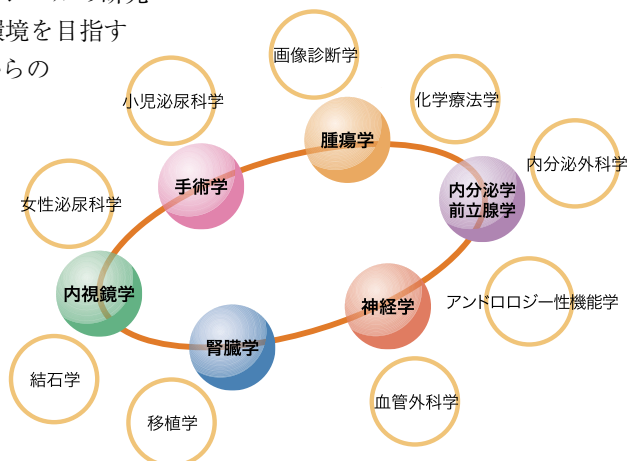 環境を目指す
らの
画像診断学
小児泌尿科学
化学療法学
腫瘍学
内分泌外科学
手術学
内分泌学
前立腺学
女性泌尿科学
内視鏡学
神経学
アンドロロジー性機能学
腎臓学
結石学
移植学
血管外科学